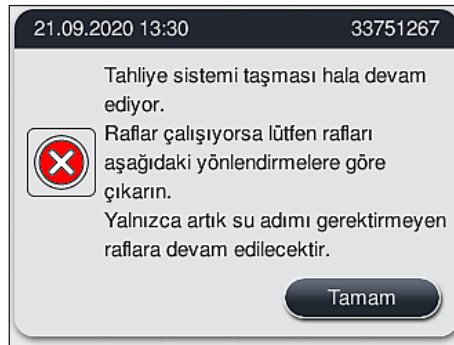 21.09.2020 13:30 33751267
Tahliye sistemi taşması hala devam
ediyor.
Raflar çalışıyorsa lütfen rafları
aşağıdaki yönlendirmelere göre
çıkarın.
Yalnızca artık su adımı gerektirmeyen
raflara devam edilecektir.
Tamam